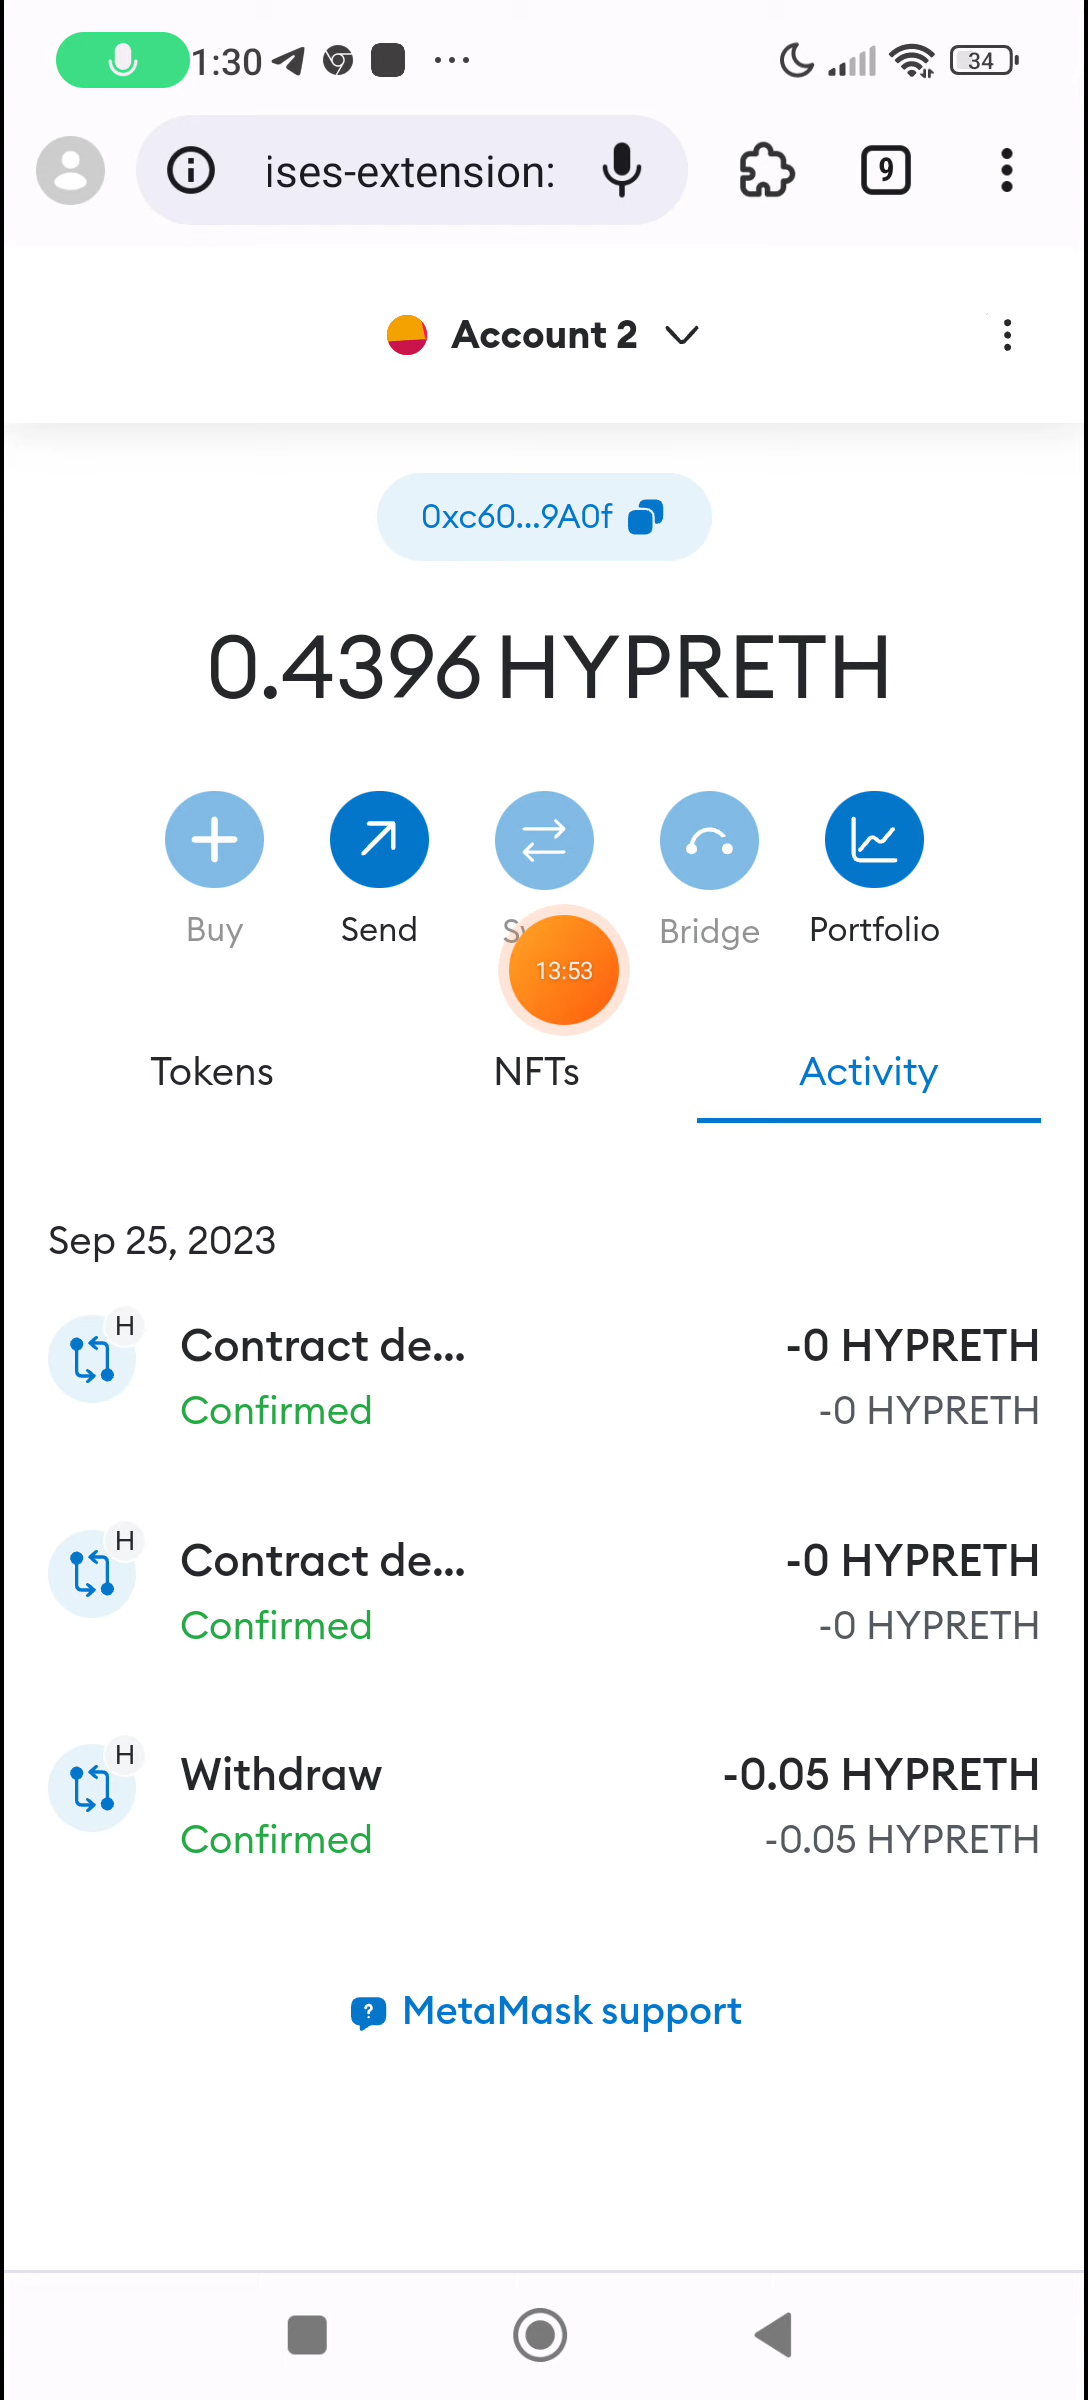 1:30 ... 34
ises-extension: 9
Account 2
0xc60...9A0f
0.4396 HYPRETH
Buy Send Bridge Portfolio
13:53
Tokens NFTs Activity
Sep 25, 2023
H
Contract de... -0 HYPRETH
Confirmed -0 HYPRETH
H
Contract de... -0 HYPRETH
Confirmed -0 HYPRETH
H
Withdraw -0.05 HYPRETH
Confirmed -0.05 HYPRETH
? MetaMask support